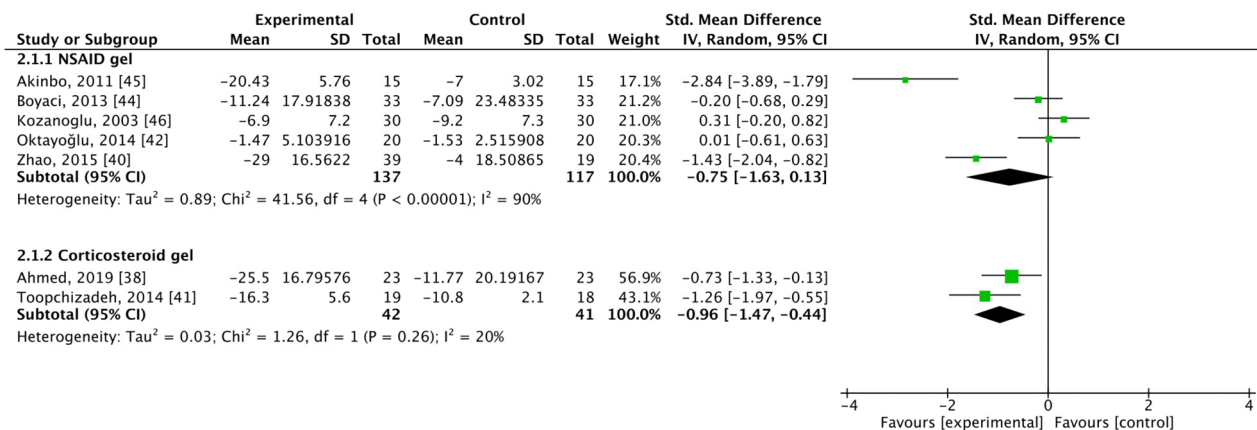 Experimental Control Std. Mean Difference Std. Mean Difference
Study or Subgroup Mean SD Total Mean SD Total Weight IV, Random, 95% CI IV, Random, 95% CI
2.1.1 NSAID gel
Akinbo, 2011 [45] -20.43 5.76 15 -7 3.02 15 17.1% -2.84 [-3.89, -1.79]
Boyaci, 2013 [44] -11.24 17.91838 33 -7.09 23.48335 33 21.2% -0.20 [-0.68, 0.29]
Kozanoglu, 2003 [46] -6.9 7.2 30 -9.2 7.3 30 21.0% 0.31 [-0.20, 0.82]
Oktayoğlu, 2014 [42] -1.47 5.103916 20 -1.53 2.515908 20 20.3% 0.01 [-0.61, 0.63]
Zhao, 2015 [40] -29 16.5622 39 -4 18.50865 19 20.4% -1.43 [-2.04, -0.82]
Subtotal (95% CI) 137 117 100.0% -0.75 [-1.63, 0.13]
Heterogeneity: Tau² = 0.89; Chi² = 41.56, df = 4 (P < 0.00001); I² = 90%
2.1.2 Corticosteroid gel
Ahmed, 2019 [38] -25.5 16.79576 23 -11.77 20.19167 23 56.9% -0.73 [-1.33, -0.13]
Toopchizadeh, 2014 [41] -16.3 5.6 19 -10.8 2.1 18 43.1% -1.26 [-1.97, -0.55]
Subtotal (95% CI) 42 41 100.0% -0.96 [-1.47, -0.44]
Heterogeneity: Tau² = 0.03; Chi² = 1.26, df = 1 (P = 0.26); I² = 20%
-4 -2 0 2 4
Favours [experimental] Favours [control]